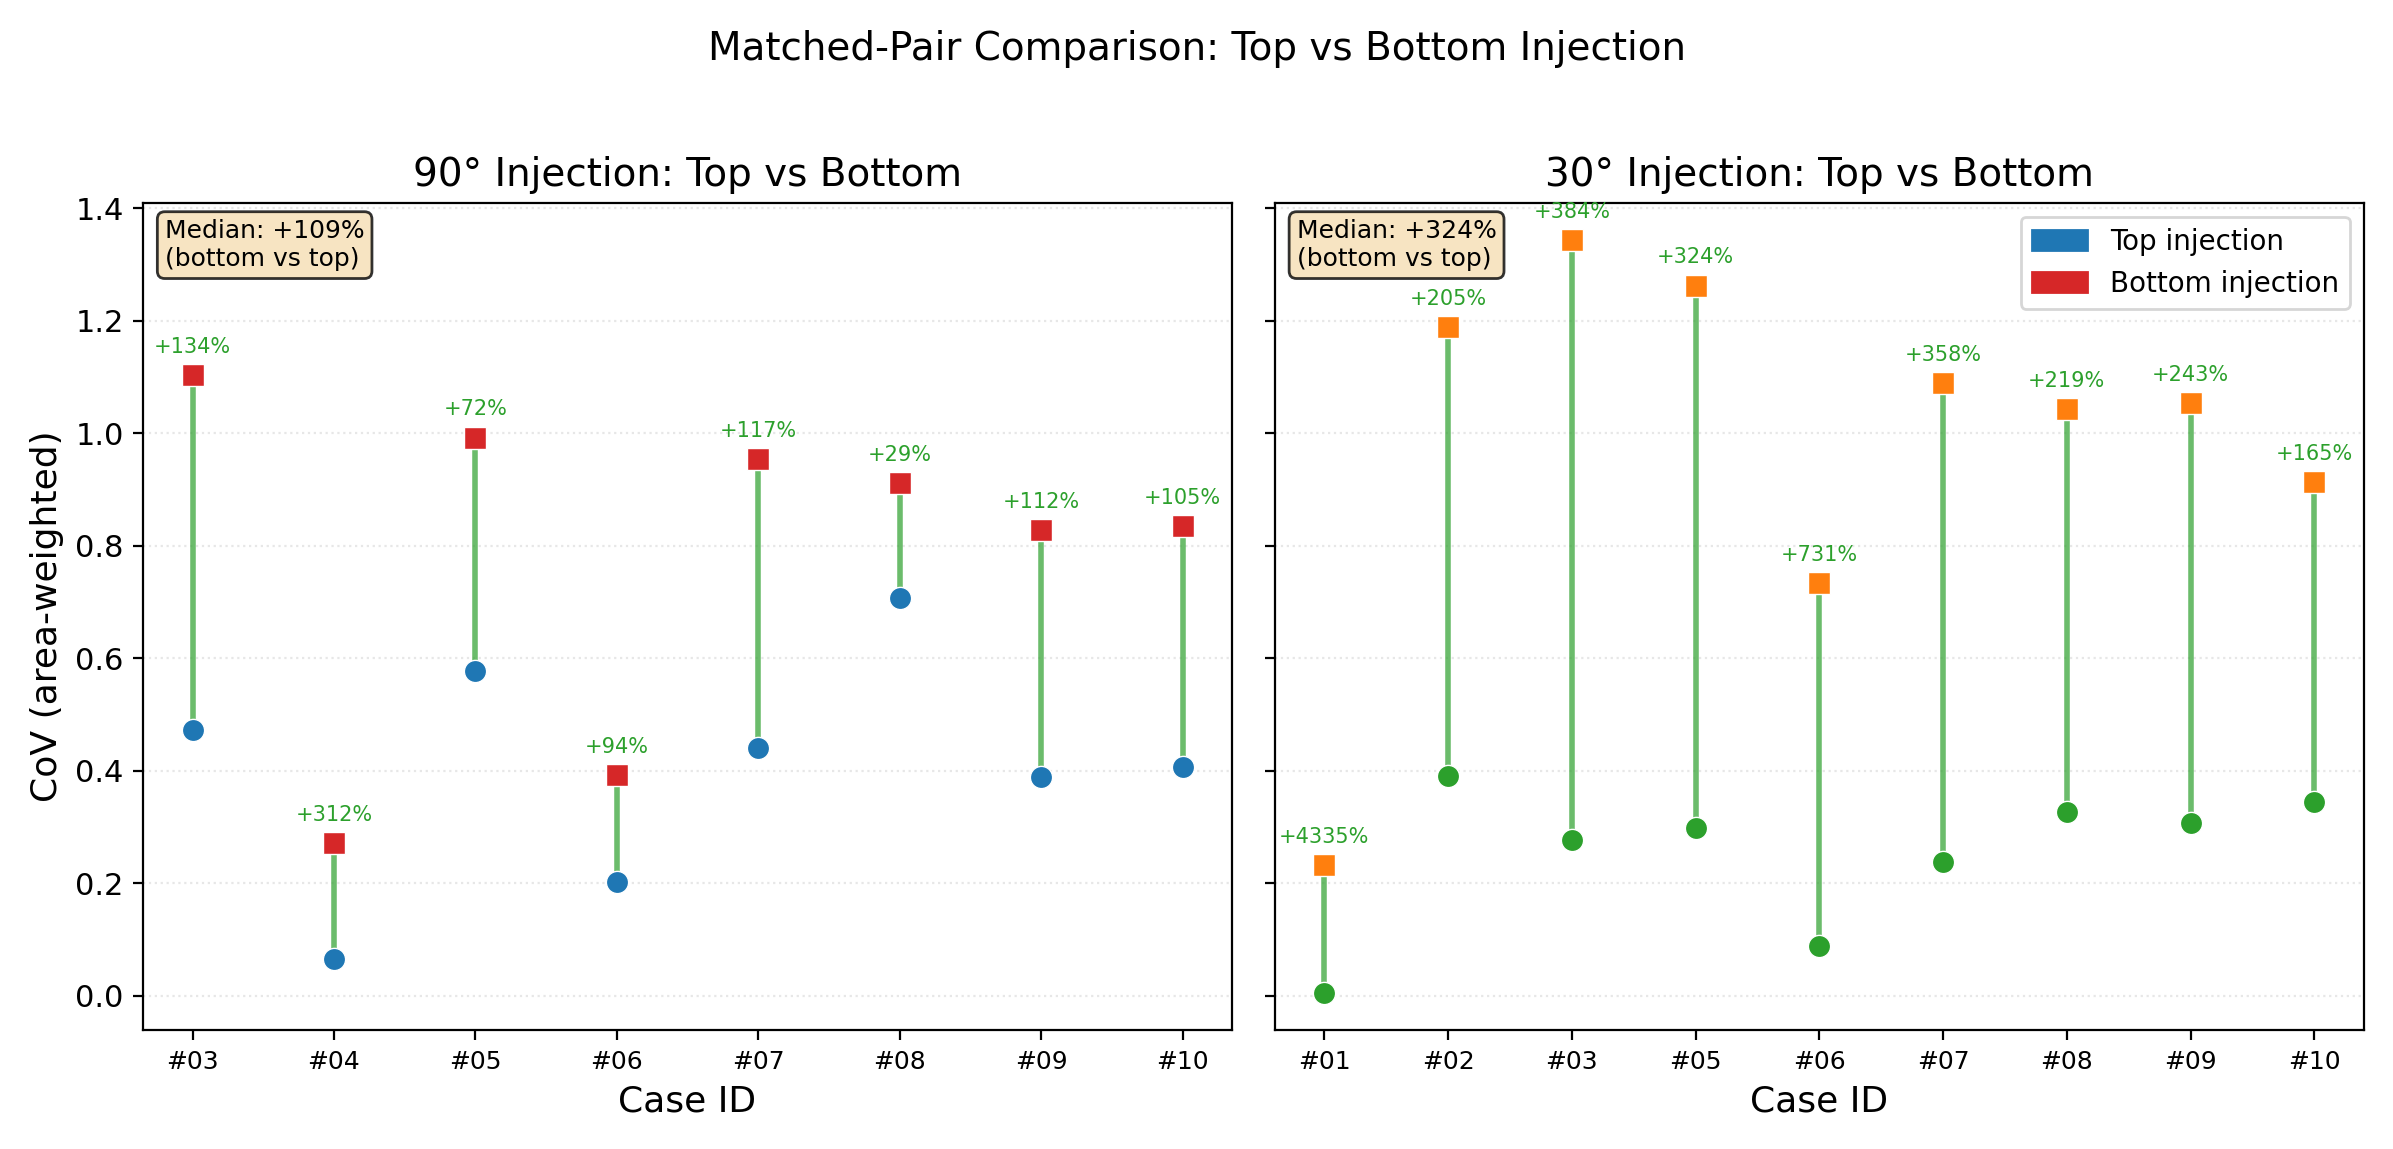 Matched-Pair Comparison: Top vs Bottom Injection
90° Injection: Top vs Bottom
Median: +109%
(bottom vs top)
CoV (area-weighted)
1.4
1.2
1.0
0.8
0.6
0.4
0.2
0.0
+134%
+312%
+72%
+94%
+117%
+29%
+112%
+105%
#03 #04 #05 #06 #07 #08 #09 #10
Case ID
30° Injection: Top vs Bottom
Median: +324%
(bottom vs top)
Top injection
Bottom injection
+4335%
+205%
+384%
+324%
+731%
+358%
+219%
+243%
+165%
#01 #02 #03 #05 #06 #07 #08 #09 #10
Case ID